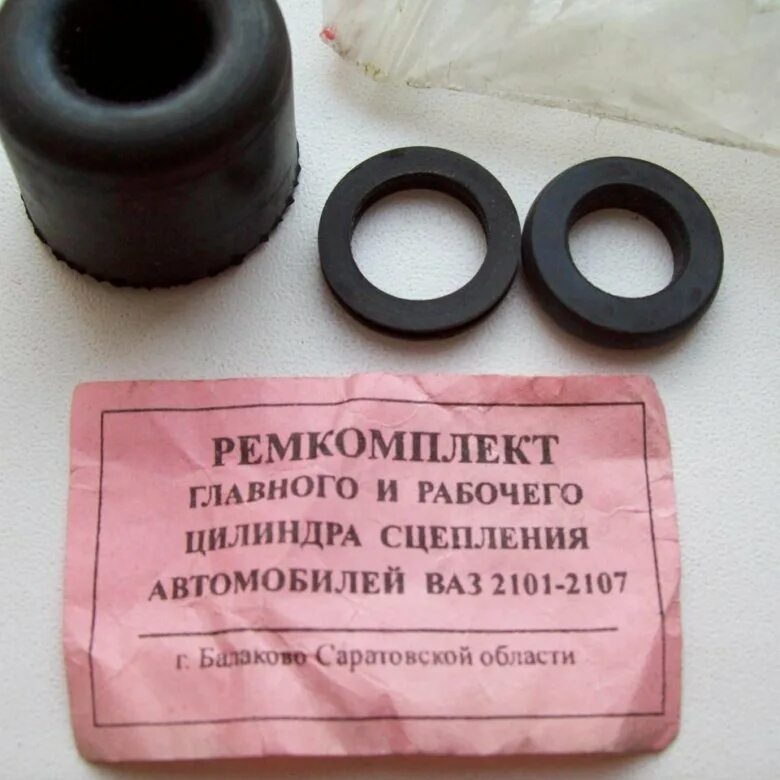 РЕМКОМПЛЕКТ
ГЛАВНОГО И РАБОЧЕГО
ЦИЛИНДРА СЦЕПЛЕНИЯ
АВТОМОБИЛЕЙ ВАЗ 2101-2107
г. Балаково Саратовской области